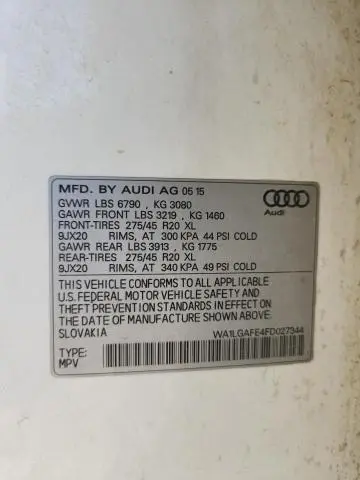 MFD. BY AUDI AG 05 15
GVWR LBS 6790 , KG 3080
GAWR FRONT LBS 3219 , KG 1460
FRONT-TIRES 275/45 R20 XL
9JX20 RIMS, AT 300 KPA 44 PSI COLD
GAWR REAR LBS 3913 , KG 1775
REAR-TIRES 275/45 R20 XL
9JX20 RIMS, AT 340 KPA 49 PSI COLD
Audi
THIS VEHICLE CONFORMS TO ALL APPLICABLE
U.S. FEDERAL MOTOR VEHICLE SAFETY AND
THEFT PREVENTION STANDARDS IN EFFECT ON
THE DATE OF MANUFACTURE SHOWN ABOVE.
SLOVAKIA WA1LGAFE4FD027344
TYPE:
MPV